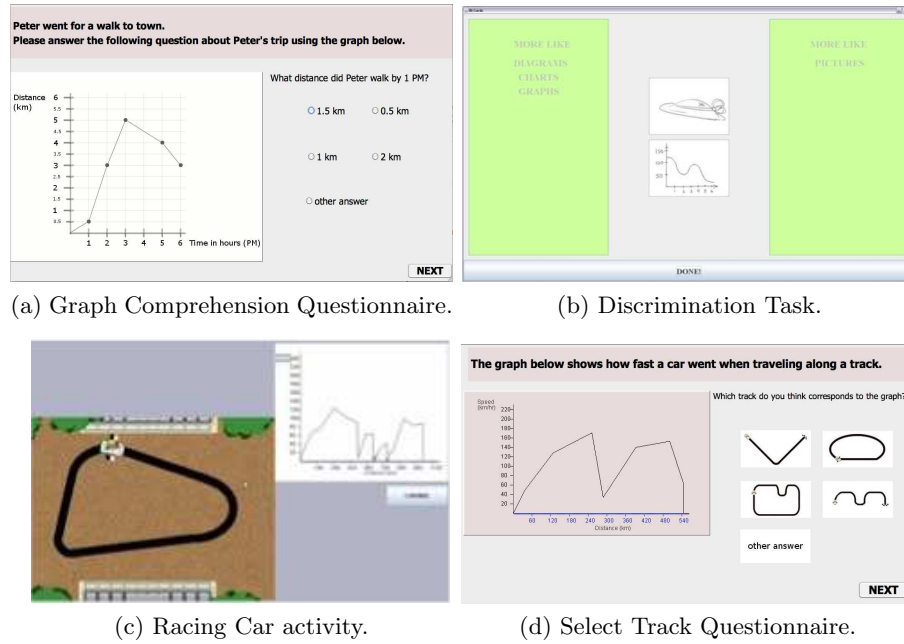 Peter went for a walk to town.
Please answer the following question about Peter's trip using the graph below.
What distance did Peter walk by 1 PM?
Distance
(km)
6
5.5
5
4.5
4
3.5
3
2.5
2
1.5
1
0.5
1 2 3 4 5 6 Time in hours (PM)
1.5 km 0.5 km
1 km 2 km
other answer
NEXT
MORE LIKE
DIAGRAMS
CHARTS
GRAPHS
MORE LIKE
PICTURES
DONE!
(a) Graph Comprehension Questionnaire.
(b) Discrimination Task.
The graph below shows how fast a car went when traveling along a track.
Speed
(km/hr)
220
200
180
160
140
120
100
80
60
40
20
60 120 180 240 300 360 420 480 540
Distance (km)
Which track do you think corresponds to the graph?
other answer
NEXT
(c) Racing Car activity.
(d) Select Track Questionnaire.